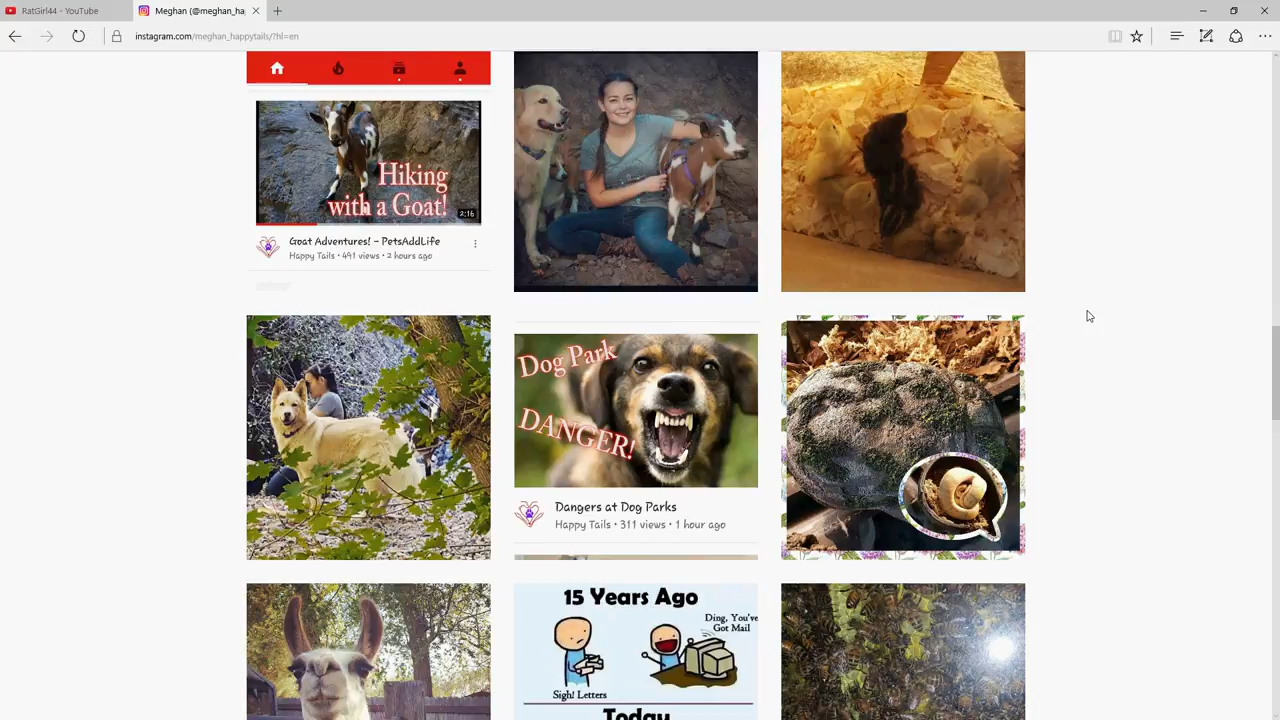 RatGirl44 - YouTube
Meghan (@meghan_ha
instagram.com/meghan_happytails/?hl=en
Hiking
with a Goat!
2:16
Goat Adventures! - PetsAddLife
Happy Tails • 491 views • 2 hours ago
Dog Park
DANGER!
Dangers at Dog Parks
Happy Tails • 311 views • 1 hour ago
15 Years Ago
Ding, You've
Got Mail
Sigh! Letters
Today